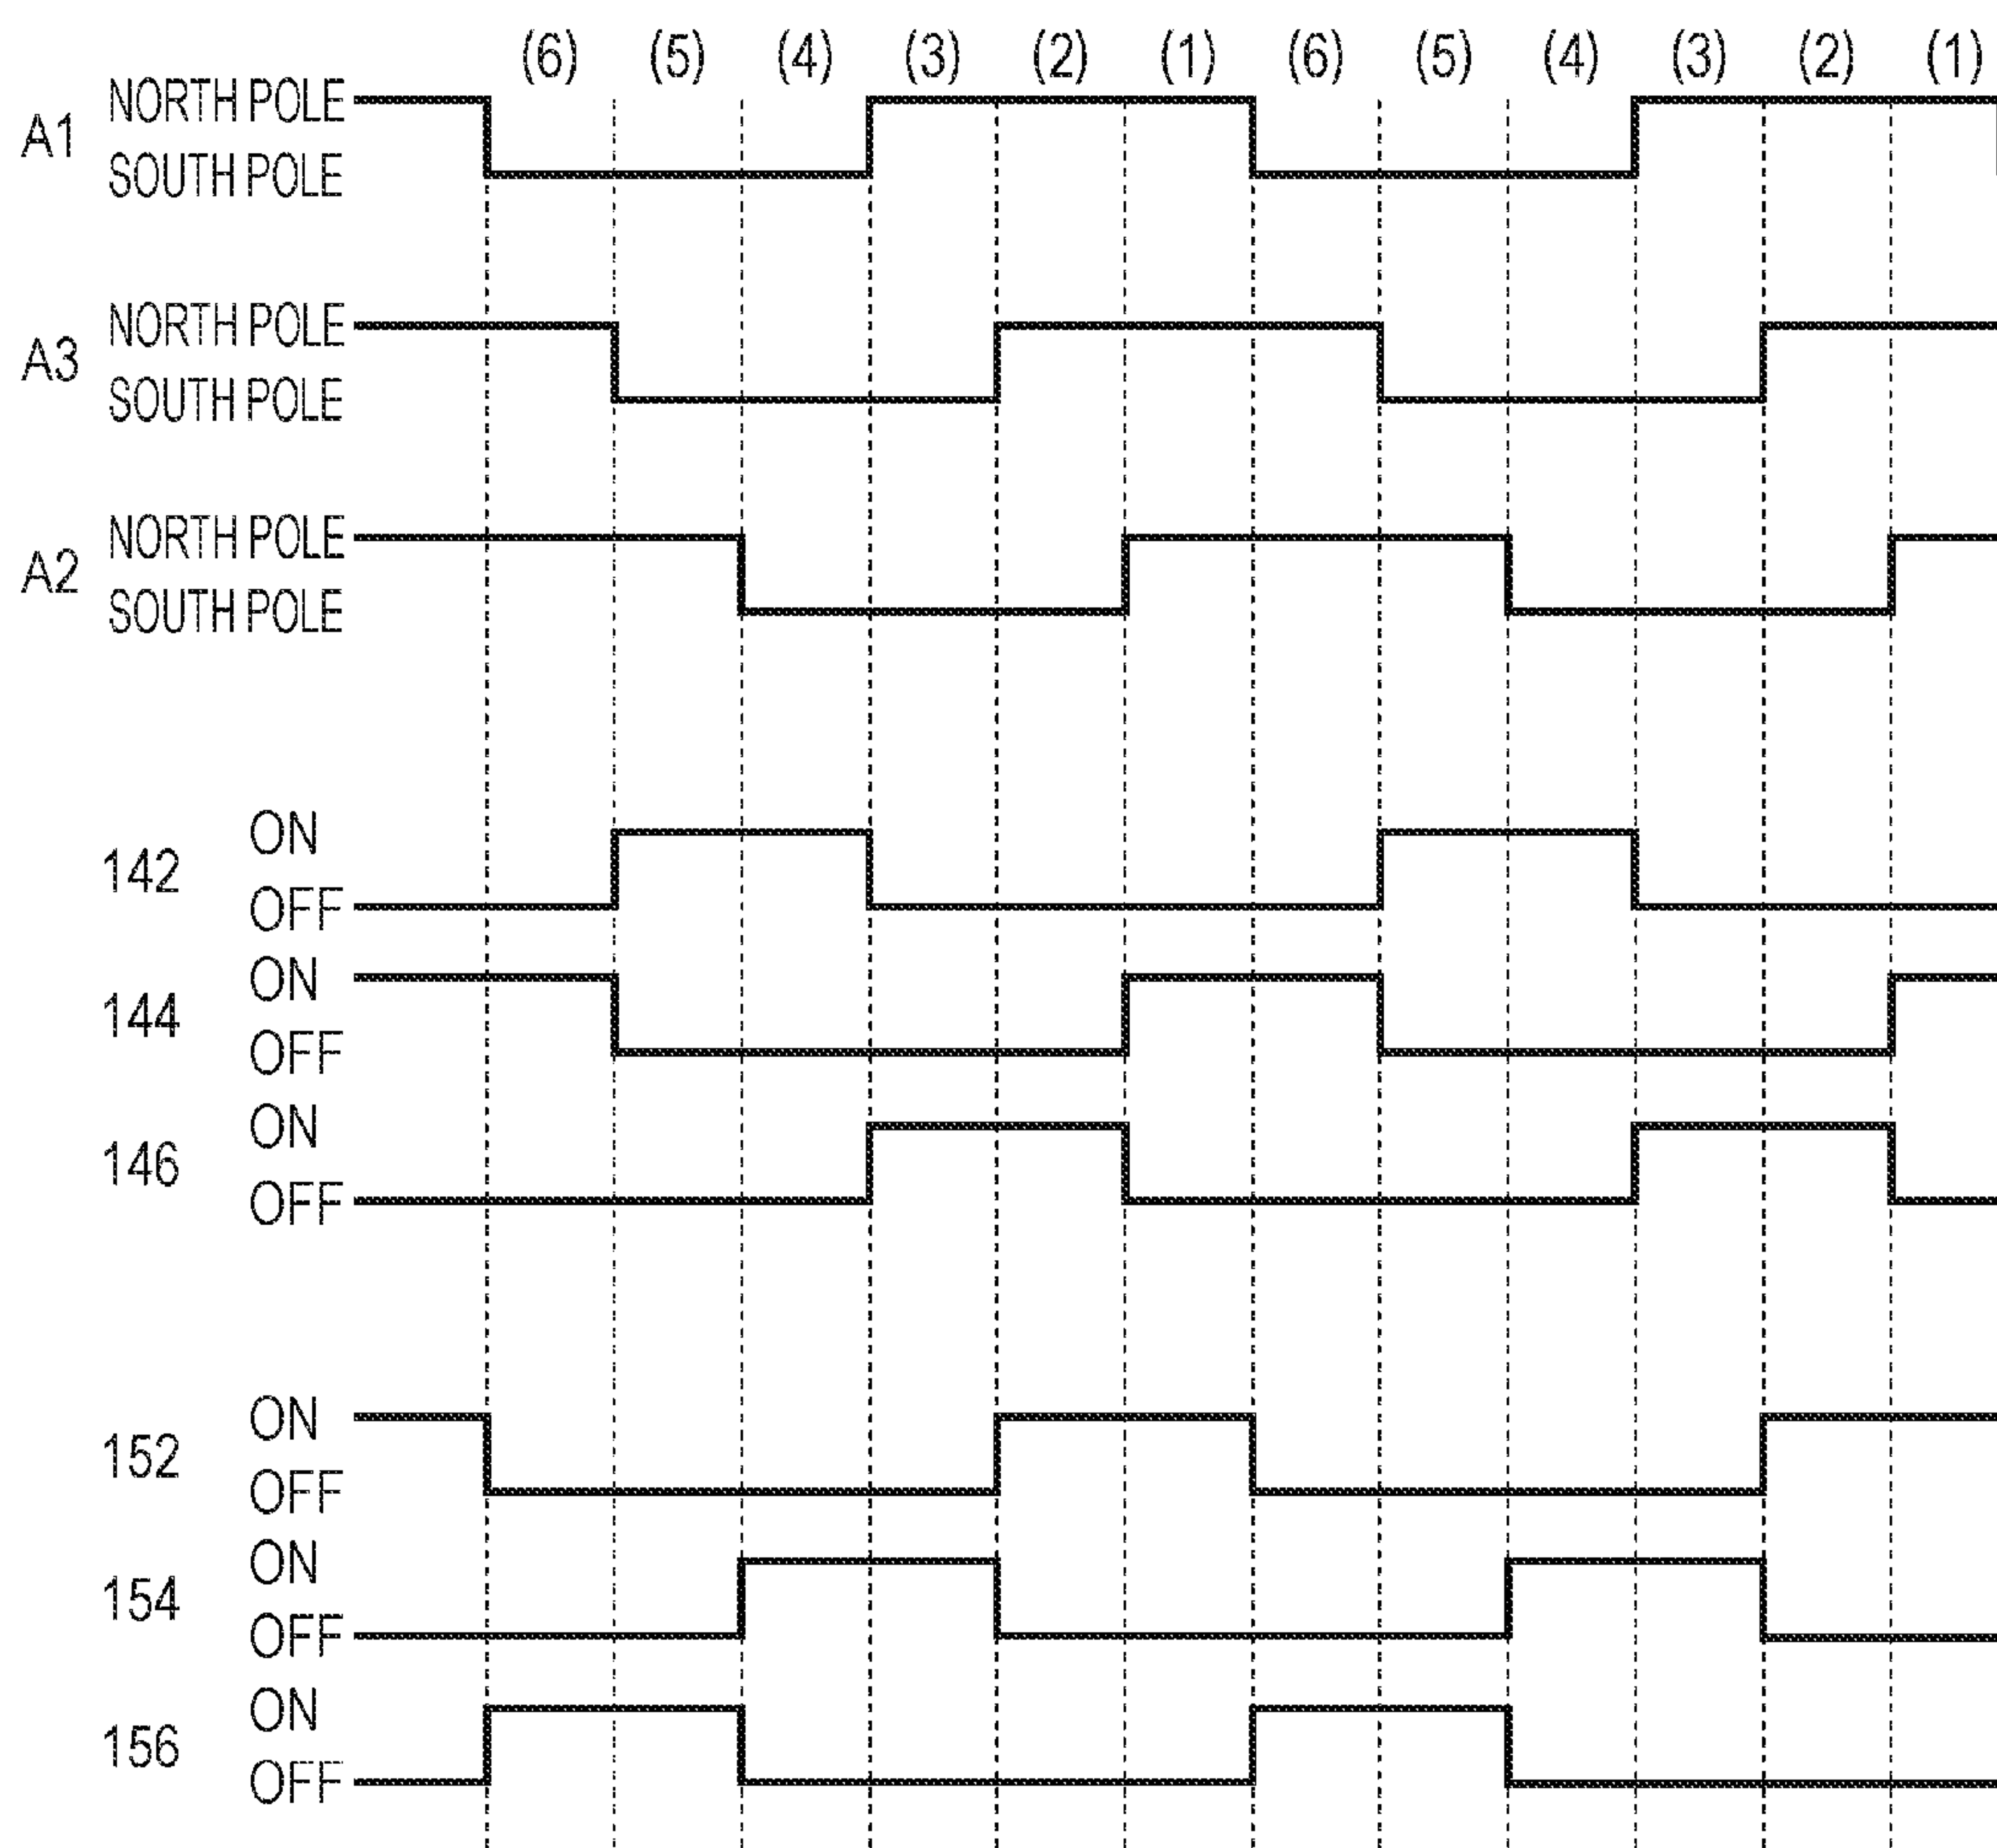 (6) (5) (4) (3) (2) (1) (6) (5) (4) (3) (2) (1)
A1
NORTH POLE
SOUTH POLE
A3
NORTH POLE
SOUTH POLE
A2
NORTH POLE
SOUTH POLE
142
ON
OFF
144
ON
OFF
146
ON
OFF
152
ON
OFF
154
ON
OFF
156
ON
OFF